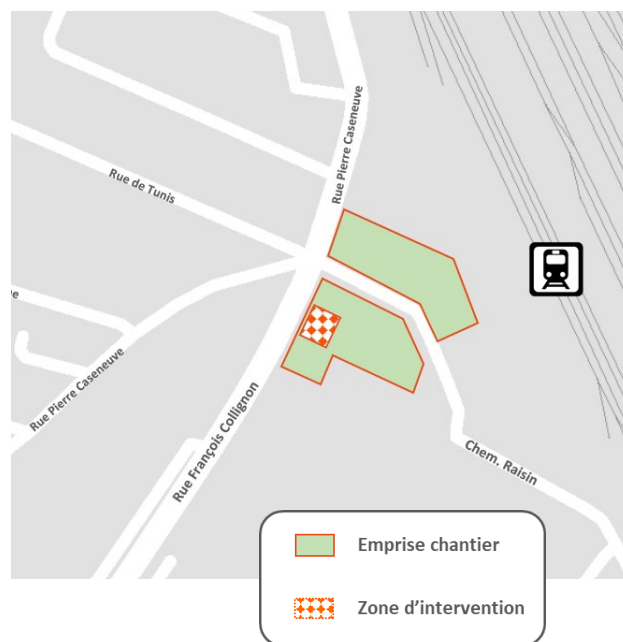 Rue Pierre Caseneuve
Rue de Tunis
Rue Pierre Caseneuve
Rue François Collignon
Chem. Raisin
Emprise chantier
Zone d'intervention